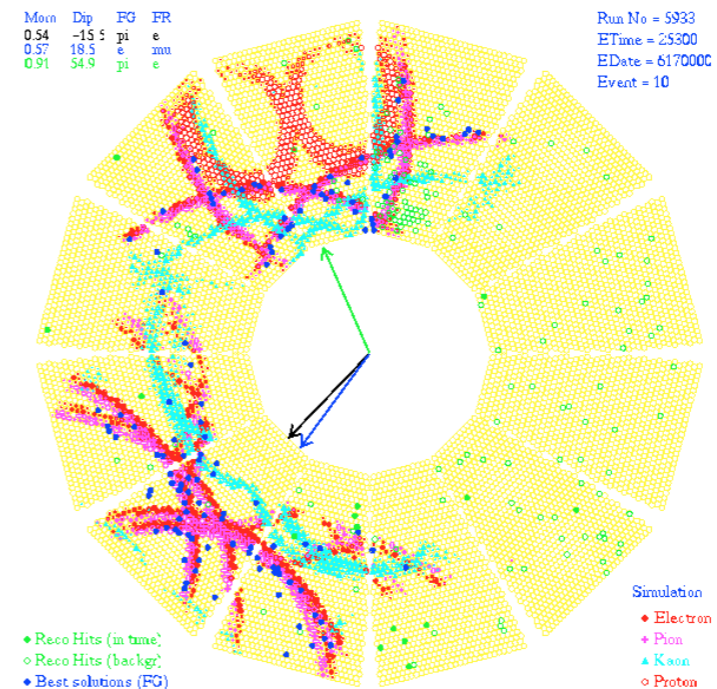 Mom Dip FG FR
0.54 -15.5 pi e
0.57 18.5 e mu
0.91 54.9 pi e
Run No = 5933
ETime = 25300
EDate = 6170000
Event = 10
Simulation
Electron
Pion
Kaon
Proton
Reco Hits (in time)
Reco Hits (backgr)
Best solutions (FG)